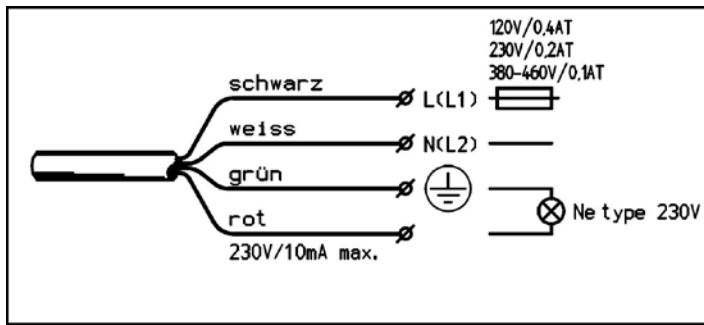 120V/0,4AT
230V/0,2AT
380-460V/0,1AT
schwarz
L(L1)
weiss
N(L2)
grün
rot
Ne type 230V
230V/10mA max.